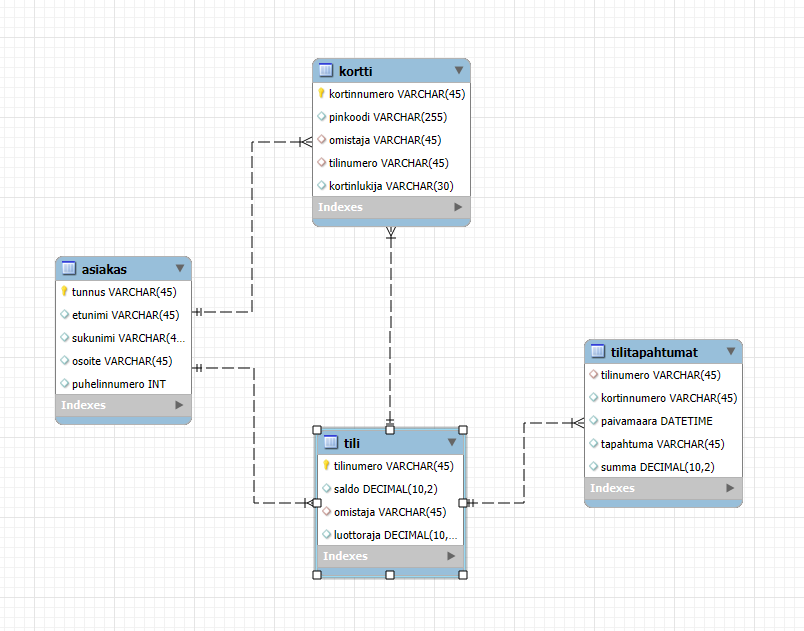 kortti
kortinnumero VARCHAR(45)
pinkoodi VARCHAR(255)
omistaja VARCHAR(45)
tilinumero VARCHAR(45)
kortinlukija VARCHAR(30)
Indexes
asiakas
tunnus VARCHAR(45)
etunimi VARCHAR(45)
sukunimi VARCHAR(4...
osoite VARCHAR(45)
puhelinnumero INT
Indexes
tilitapahtumat
tilinumero VARCHAR(45)
kortinnumero VARCHAR(45)
paivamaara DATETIME
tapahtuma VARCHAR(45)
summa DECIMAL(10,2)
Indexes
tili
tilinumero VARCHAR(45)
saldo DECIMAL(10,2)
omistaja VARCHAR(45)
luottoraja DECIMAL(10,...
Indexes